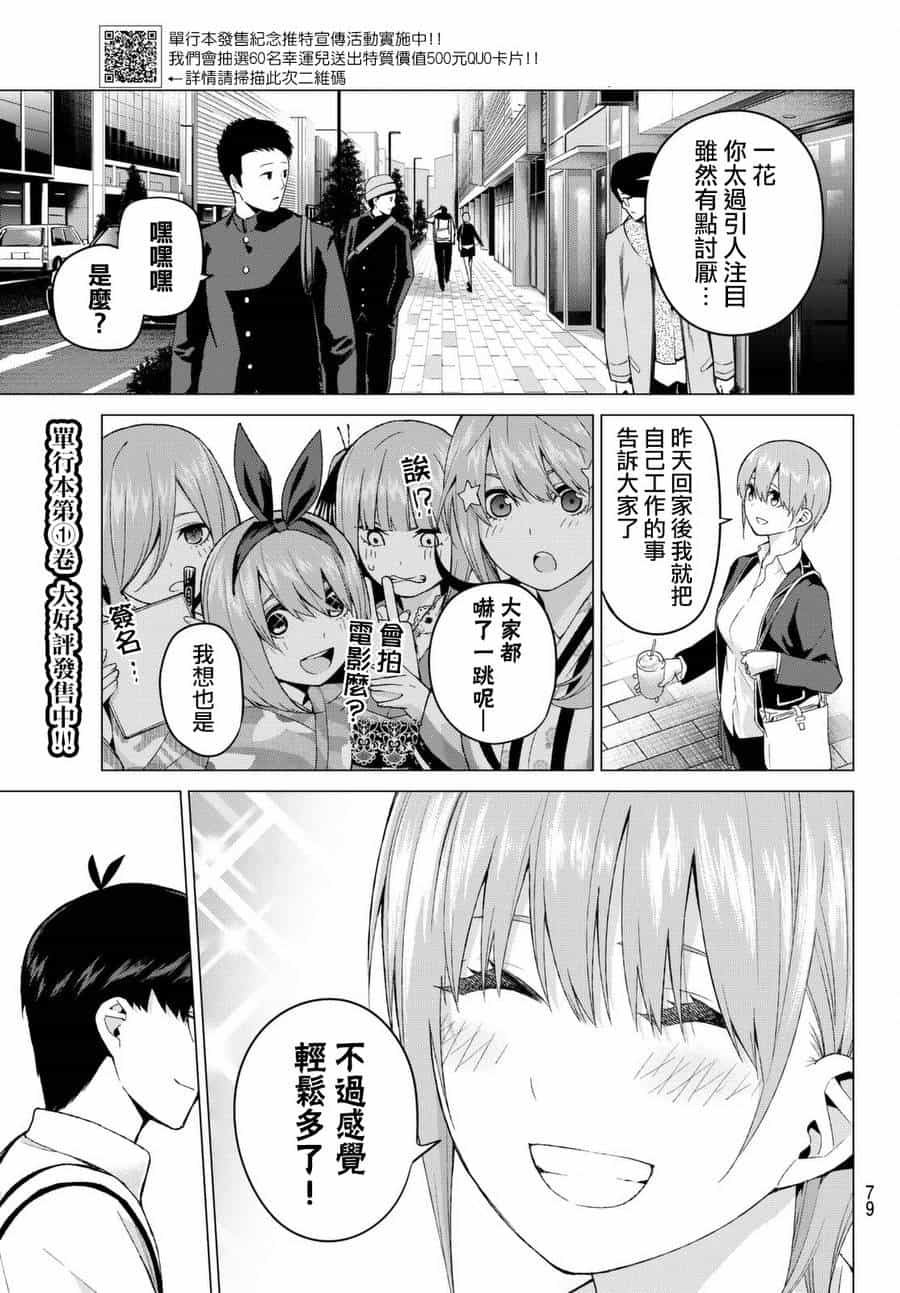 單行本發售紀念推特宣傳活動實施中!!
我們會抽選60名幸運兒送出特質價值500元QUO卡片!!
←詳情請掃描此次二維碼
一花
你太過引人注目
雖然有點討厭…
嘿嘿嘿
是麼?
昨天回家後我就把
自己工作的事
告訴大家了
大家都
嚇了一跳呢─
誒!?
會拍
電影麼?
簽名…
我想也是
單行本第①卷 大好評發售中!!
不過感覺
輕鬆多了!
79